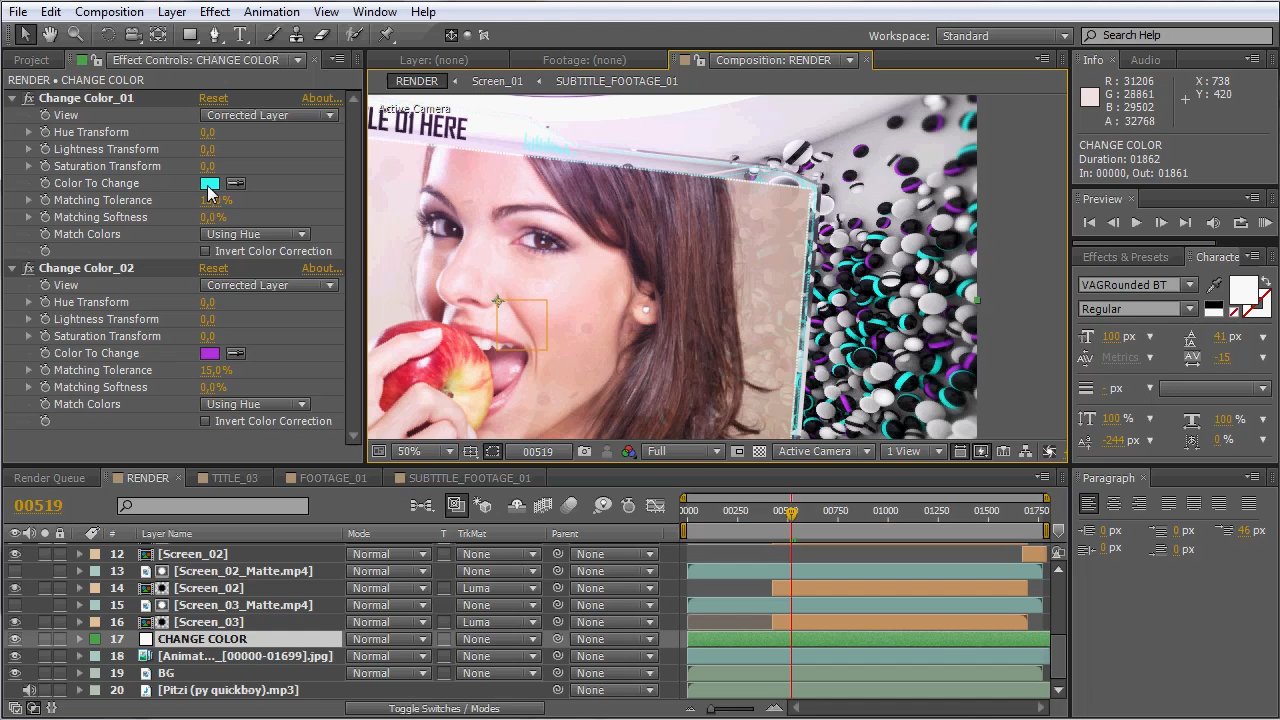 File Edit Composition Layer Effect Animation View Window Help
Workspace: Standard Search Help
Project Effect Controls: CHANGE COLOR
Layer: (none) Footage: (none) Composition: RENDER
Info Audio
RENDER • CHANGE COLOR
RENDER Screen_01 SUBTITLE_FOOTAGE_01
Active Camera
LE 01 HERE
fx Change Color_01 Reset About...
View Corrected Layer
Hue Transform 0,0
Lightness Transform 0,0
Saturation Transform 0,0
Color To Change
Matching Tolerance %
Matching Softness 0,0%
Match Colors Using Hue
Invert Color Correction
fx Change Color_02 Reset About...
View Corrected Layer
Hue Transform 0,0
Lightness Transform 0,0
Saturation Transform 0,0
Color To Change
Matching Tolerance 15,0%
Matching Softness 0,0%
Match Colors Using Hue
Invert Color Correction
50% 00519 Full Active Camera 1 View
R: 31206 X: 738
G: 28861 Y: 420
B: 29502
A: 32768
CHANGE COLOR
Duration: 01862
In: 00000, Out: 01861
Preview
Effects & Presets Characte
VAGRounded BT
Regular
100 px 41 px
Metrics -15
- px
100 % 100 %
-244 px 0 %
Paragraph
0 px 0 px 46 px
0 px 0 px
Render Queue RENDER TITLE_03 FOOTAGE_01 SUBTITLE_FOOTAGE_01
00519
0000 00250 00500 00750 01000 01250 01500 01750
# Layer Name Mode T TrkMat Parent
12 [Screen_02] Normal None None
13 [Screen_02_Matte.mp4] Normal None None
14 [Screen_02] Normal Luma None
15 [Screen_03_Matte.mp4] Normal None None
16 [Screen_03] Normal Luma None
17 CHANGE COLOR Normal None None
18 [Animat..._[00000-01699].jpg] Normal None None
19 BG Normal None None
20 [Pitzi (py quickboy).mp3] None
Toggle Switches / Modes